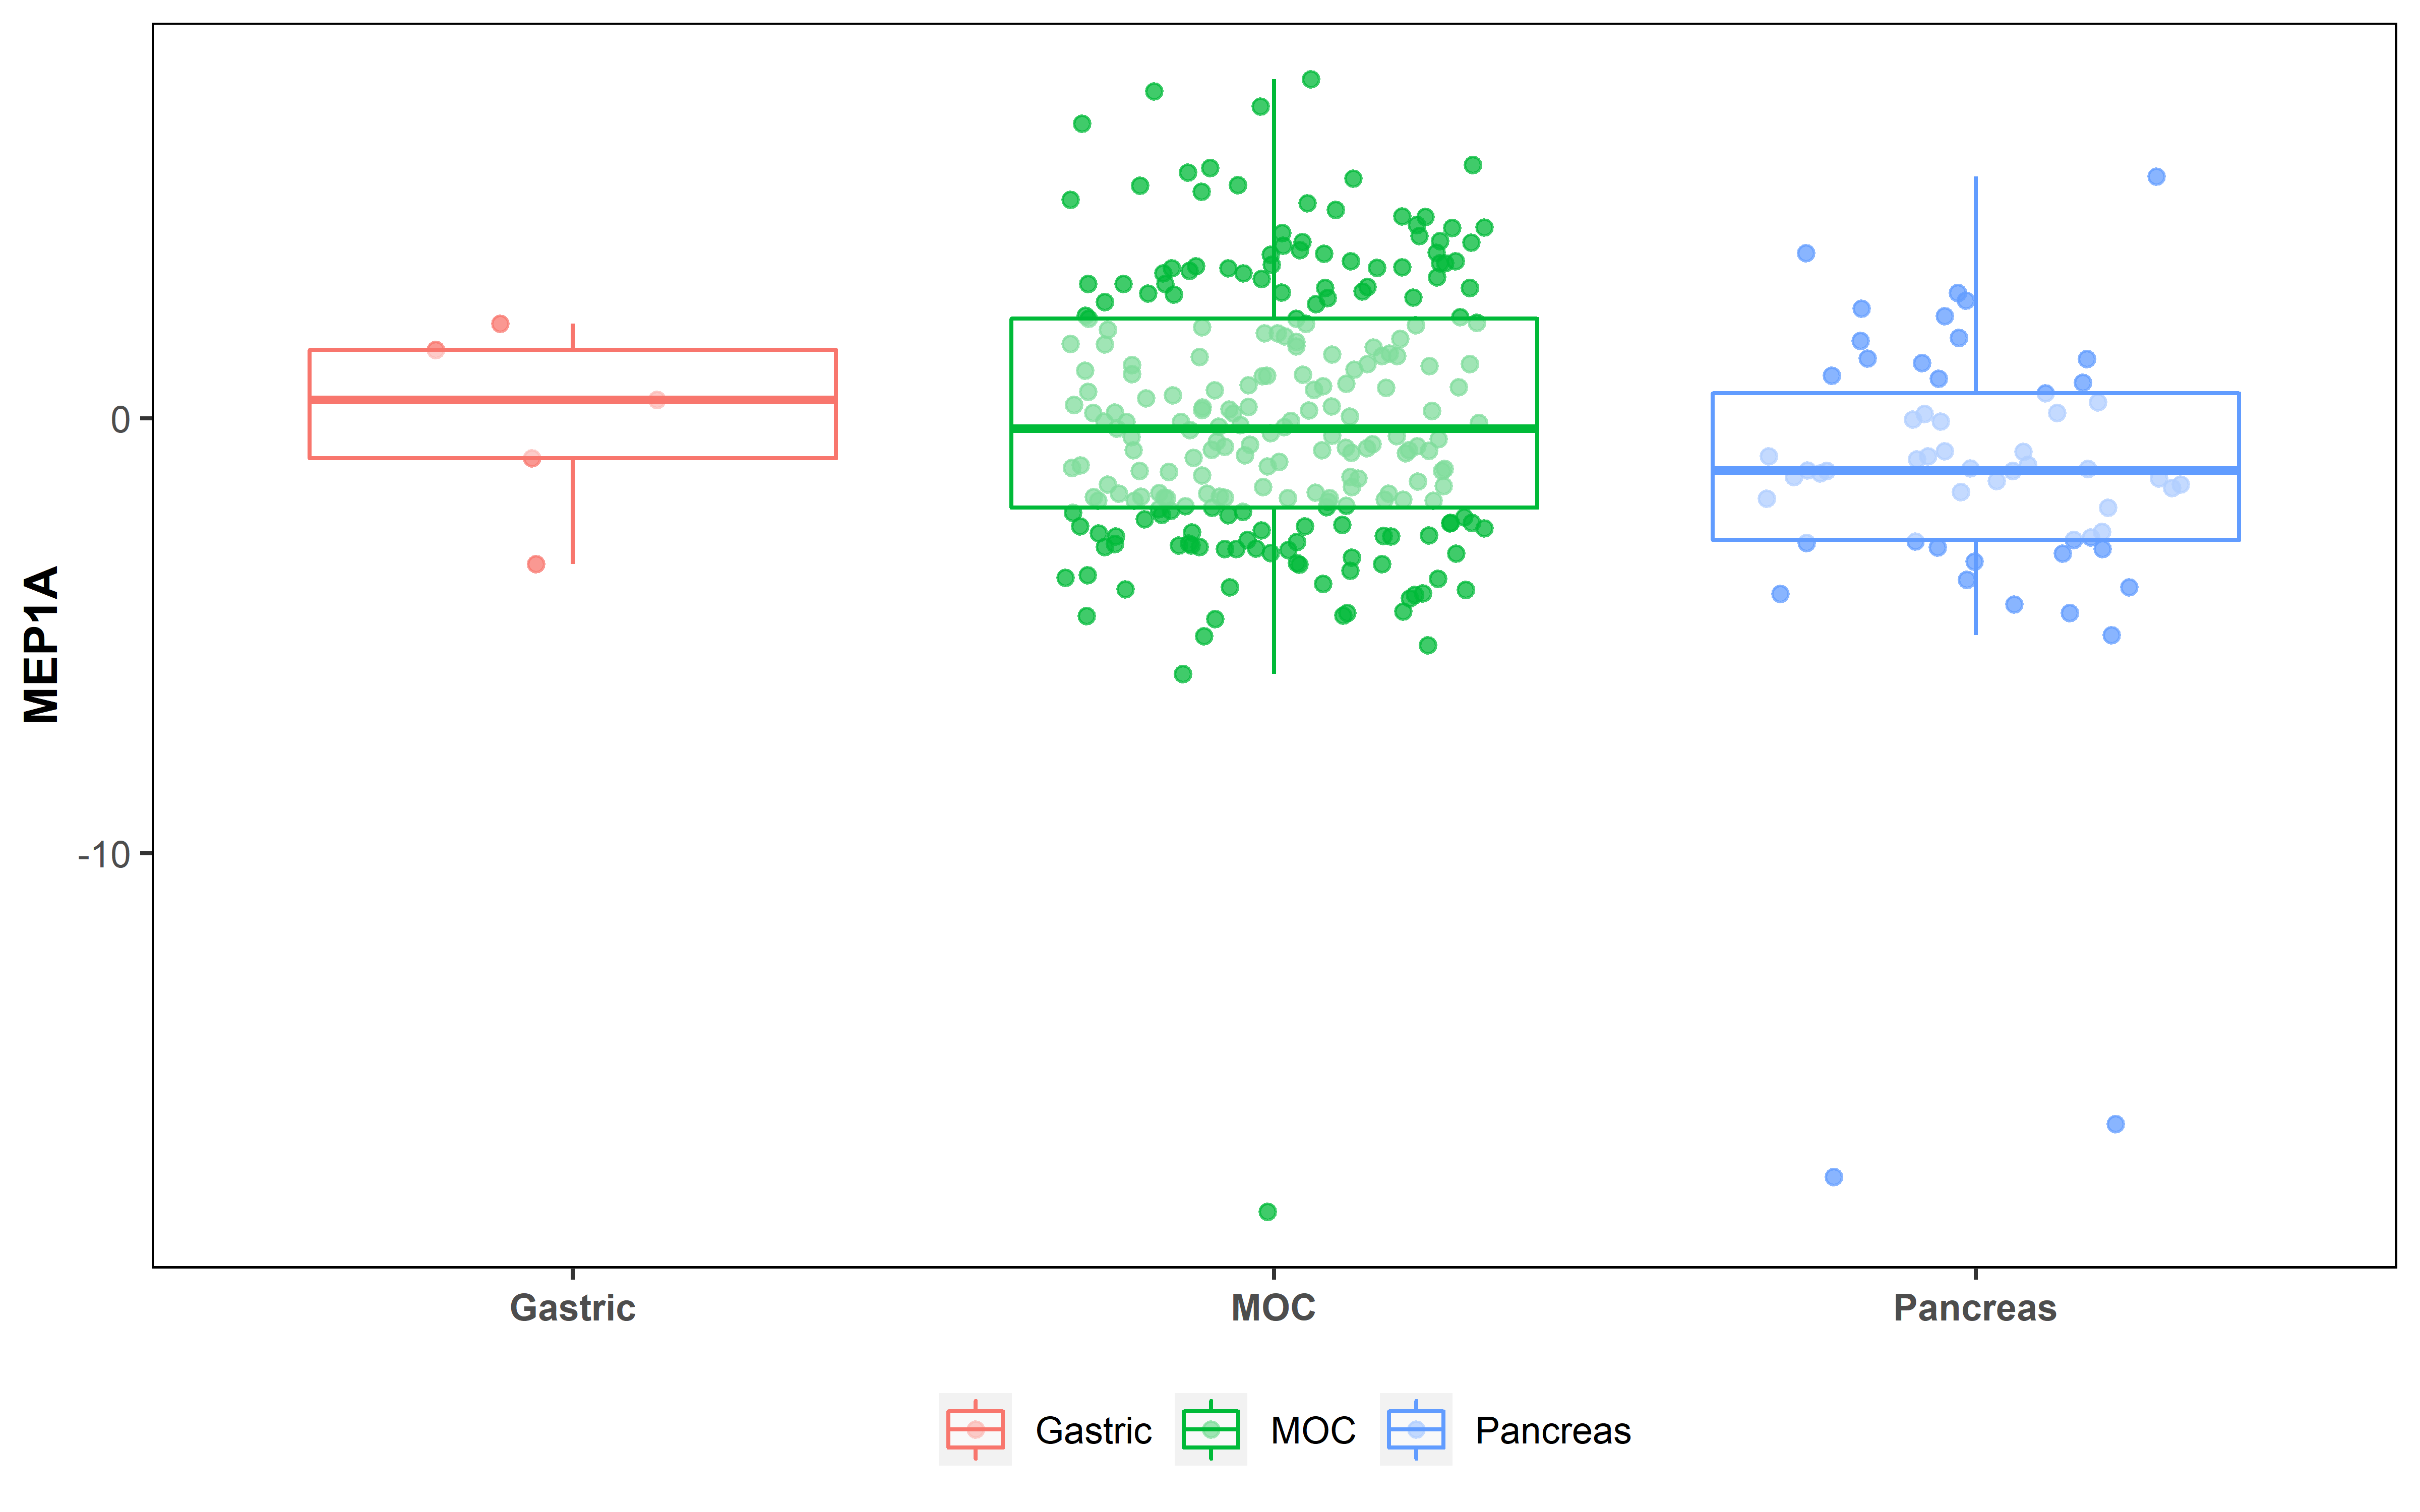 MEP1A
0
-10
Gastric
MOC
Pancreas
Gastric
MOC
Pancreas